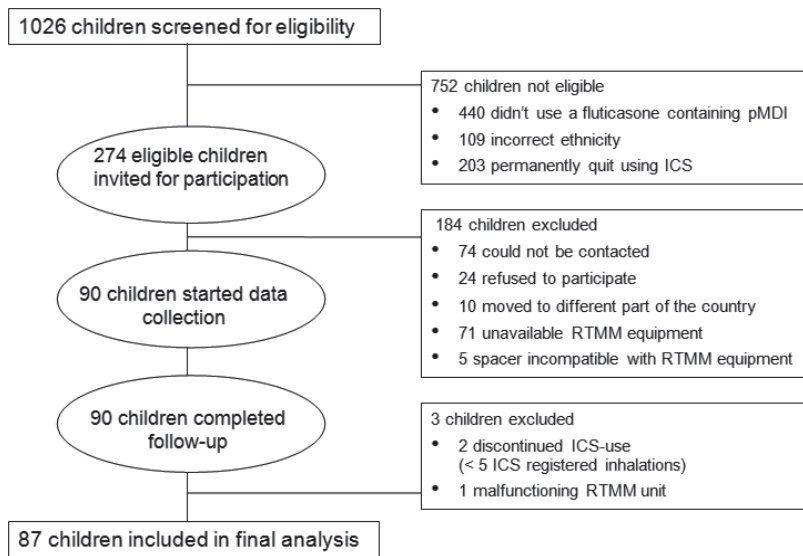 1026 children screened for eligibility
752 children not eligible
• 440 didn't use a fluticasone containing pMDI
• 109 incorrect ethnicity
• 203 permanently quit using ICS
274 eligible children
invited for participation
184 children excluded
• 74 could not be contacted
• 24 refused to participate
• 10 moved to different part of the country
• 71 unavailable RTMM equipment
• 5 spacer incompatible with RTMM equipment
90 children started data
collection
90 children completed
follow-up
3 children excluded
• 2 discontinued ICS-use
(< 5 ICS registered inhalations)
• 1 malfunctioning RTMM unit
87 children included in final analysis